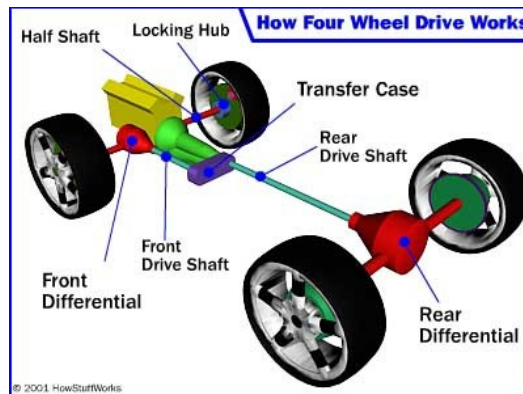 How Four Wheel Drive Works
Half Shaft
Locking Hub
Transfer Case
Rear
Drive Shaft
Front
Drive Shaft
Front
Differential
Rear
Differential
© 2001 HowStuffWorks